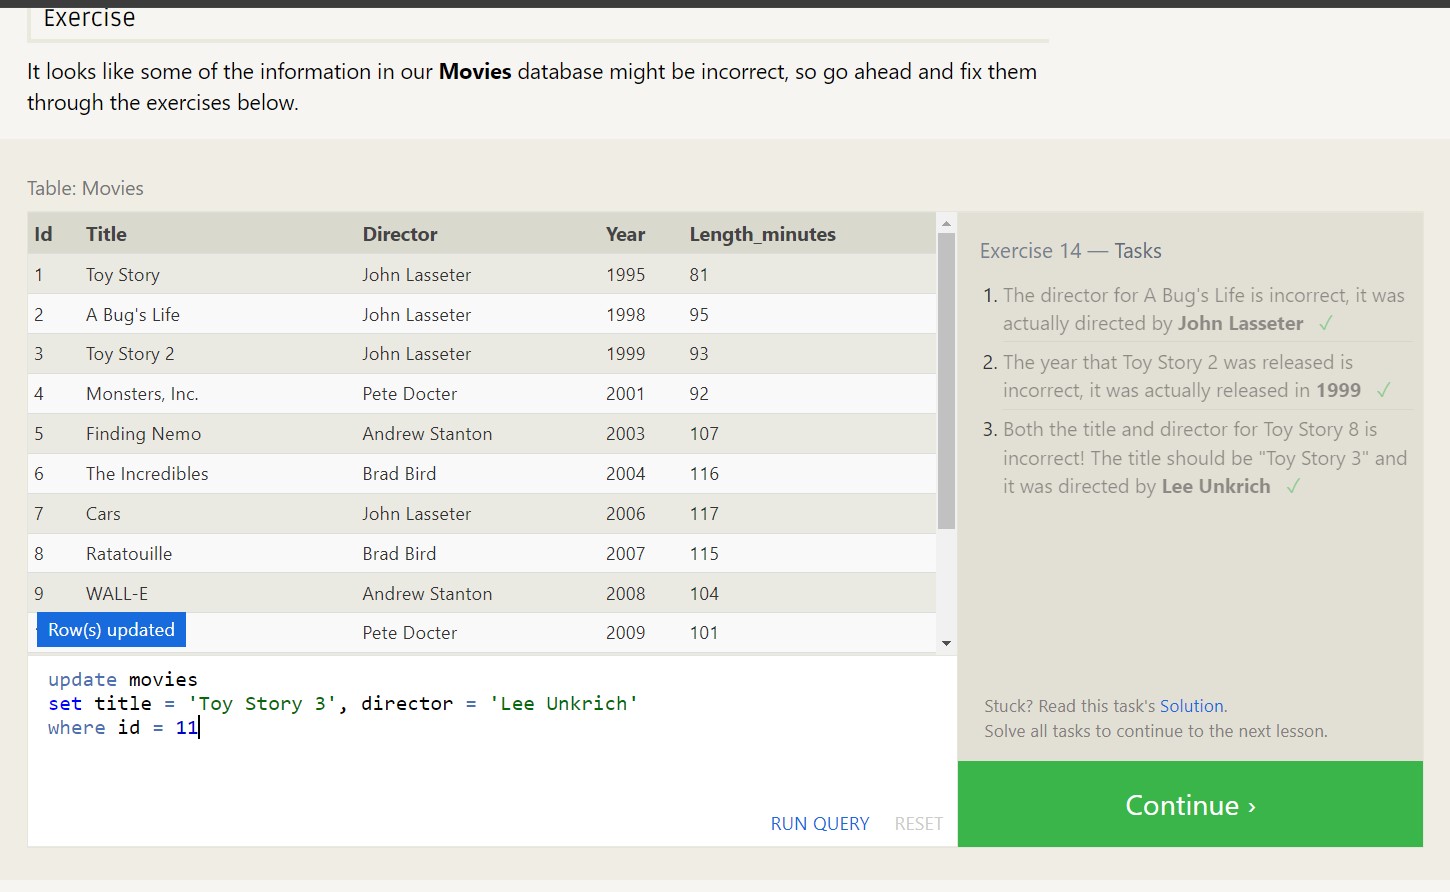 Exercise
It looks like some of the information in our Movies database might be incorrect, so go ahead and fix them
through the exercises below.
Table: Movies
Id Title Director Year Length_minutes
1 Toy Story John Lasseter 1995 81
2 A Bug's Life John Lasseter 1998 95
3 Toy Story 2 John Lasseter 1999 93
4 Monsters, Inc. Pete Docter 2001 92
5 Finding Nemo Andrew Stanton 2003 107
6 The Incredibles Brad Bird 2004 116
7 Cars John Lasseter 2006 117
8 Ratatouille Brad Bird 2007 115
9 WALL-E Andrew Stanton 2008 104
Row(s) updated Pete Docter 2009 101
update movies
set title = 'Toy Story 3', director = 'Lee Unkrich'
where id = 11
RUN QUERY RESET
Exercise 14 — Tasks
1. The director for A Bug's Life is incorrect, it was
actually directed by John Lasseter ✓
2. The year that Toy Story 2 was released is
incorrect, it was actually released in 1999 ✓
3. Both the title and director for Toy Story 8 is
incorrect! The title should be "Toy Story 3" and
it was directed by Lee Unkrich ✓
Stuck? Read this task's Solution.
Solve all tasks to continue to the next lesson.
Continue ›